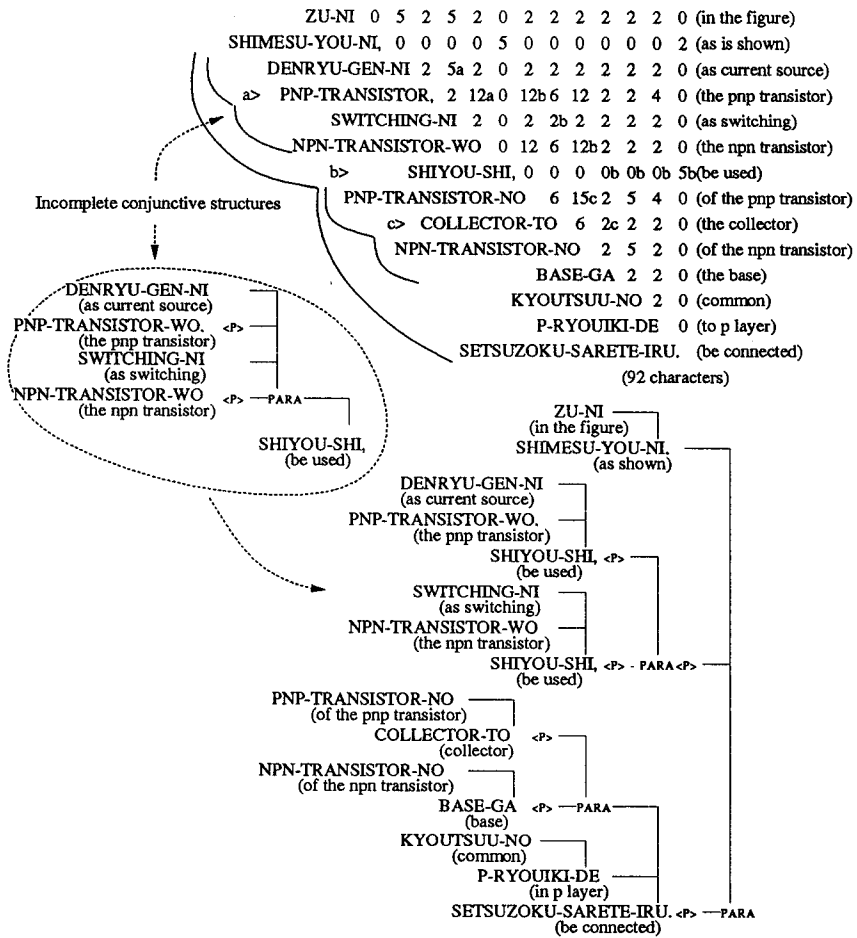 ZU-NI 0 5 2 5 2 0 2 2 2 2 2 2 0 (in the figure)
SHIMESU-YOU-NI, 0 0 0 0 5 0 0 0 0 0 0 2 (as is shown)
DENRYU-GEN-NI 2 5a 2 0 2 2 2 2 2 2 0 (as current source)
a> PNP-TRANSISTOR, 2 12a 0 12b 6 12 2 2 4 0 (the pnp transistor)
SWITCHING-NI 2 0 2 2b 2 2 2 2 0 (as switching)
NPN-TRANSISTOR-WO 0 12 6 12b 2 2 2 0 (the npn transistor)
b> SHIYOU-SHI, 0 0 0 0b 0b 0b 5b(be used)
PNP-TRANSISTOR-NO 6 15c 2 5 4 0 (of the pnp transistor)
Incomplete conjunctive structures
c> COLLECTOR-TO 6 2c 2 2 0 (the collector)
NPN-TRANSISTOR-NO 2 5 2 0 (of the npn transistor)
BASE-GA 2 2 0 (the base)
KYOUTSUU-NO 2 0 (common)
P-RYOUIKI-DE 0 (to p layer)
SETSUZOKU-SARETE-IRU. (be connected)
(92 characters)
DENRYU-GEN-NI
(as current source)
PNP-TRANSISTOR-WO. <P>
(the pnp transistor)
SWITCHING-NI
(as switching)
NPN-TRANSISTOR-WO <P> PARA
(the npn transistor)
SHIYOU-SHI,
(be used)
ZU-NI
(in the figure)
SHIMESU-YOU-NI.
(as shown)
DENRYU-GEN-NI
(as current source)
PNP-TRANSISTOR-WO.
(the pnp transistor)
SHIYOU-SHI, <P>
(be used)
SWITCHING-NI
(as switching)
NPN-TRANSISTOR-WO
(the npn transistor)
SHIYOU-SHI, <P> - PARA<P>
(be used)
PNP-TRANSISTOR-NO
(of the pnp transistor)
COLLECTOR-TO <P>
(collector)
NPN-TRANSISTOR-NO
(of the npn transistor)
BASE-GA <P> PARA
(base)
KYOUTSUU-NO
(common)
P-RYOUIKI-DE
(in p layer)
SETSUZOKU-SARETE-IRU. <P> PARA
(be connected)